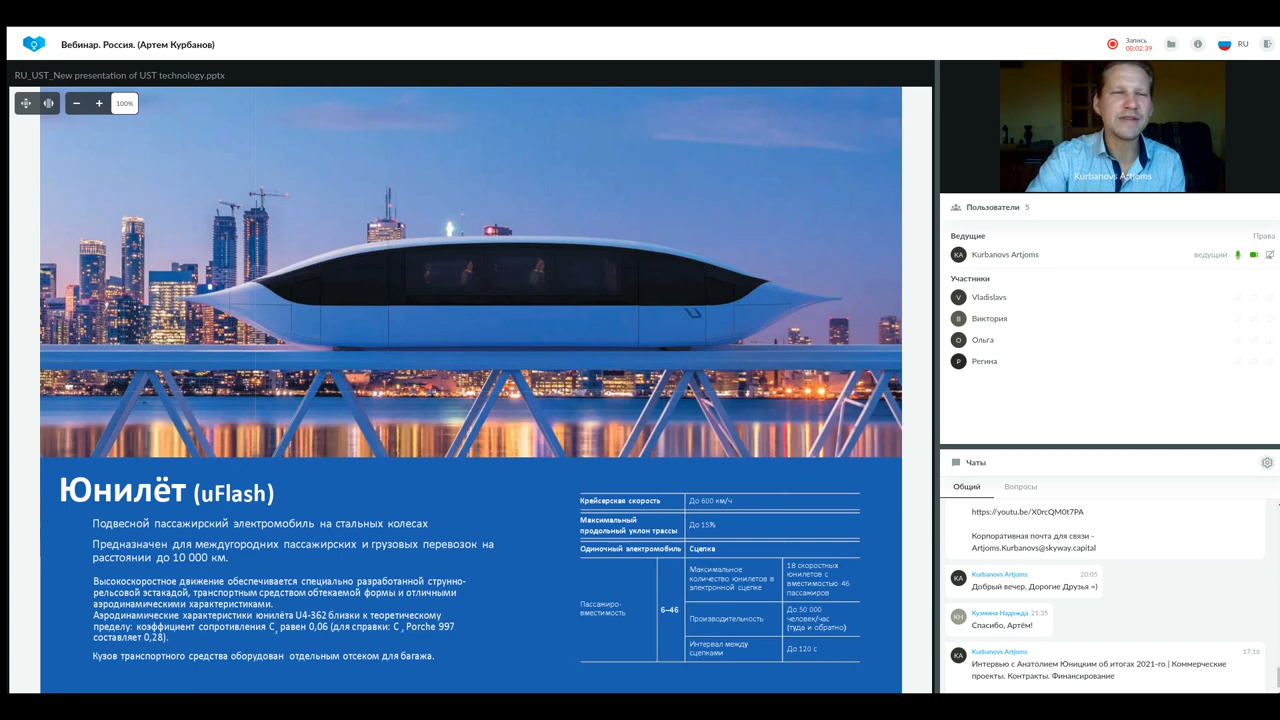 Вебинар. Россия. (Артем Курбанов)
Запись
00:02:39
RU
RU_UST_New presentation of UST technology.pptx
100%
Kurbanovs Artjoms
Юнилёт (uFlash)
Подвесной пассажирский электромобиль на стальных колесах
Предназначен для междугородних пассажирских и грузовых перевозок на
расстоянии до 10 000 км.
Высокоскоростное движение обеспечивается специально разработанной струнно-
рельсовой эстакадой, транспортным средством обтекаемой формы и отличными
аэродинамическими характеристиками.
Аэродинамические характеристики юнилёта U4-362 близки к теоретическому
пределу: коэффициент сопротивления Cx равен 0,06 (для справки: C x Porche 997
составляет 0,28).
Кузов транспортного средства оборудован отдельным отсеком для багажа.
Крейсерская скорость До 600 км/ч
Максимальный
продольный уклон трассы До 15%
Одиночный электромобиль Сцепка
Пассажиро-
вместимость
6–46
Максимальное
количество юнилетов в
электронной сцепке
18 скоростных
юнилетов с
вместимостью 46
пассажиров
Производительность
До 50 000
человек/час
(туда и обратно)
Интервал между
сцепками
До 120 с
Пользователи 5
Ведущие Права
KA Kurbanovs Artjoms ведущий
Участники
V Vladislavs
В Виктория
О Ольга
Р Регина
Чаты
Общий Вопросы
https://youtu.be/X0rcQM0t7PA
Корпоративная почта для связи -
Artjoms.Kurbanovs@skyway.capital
KA Kurbanovs Artjoms 20:05
Добрый вечер, Дорогие Друзья =)
КН Кузмина Надежда 21:35
Спасибо, Артём!
KA Kurbanovs Artjoms 17:16
Интервью с Анатолием Юницким об итогах 2021-го | Коммерческие
проекты. Контракты. Финансирование